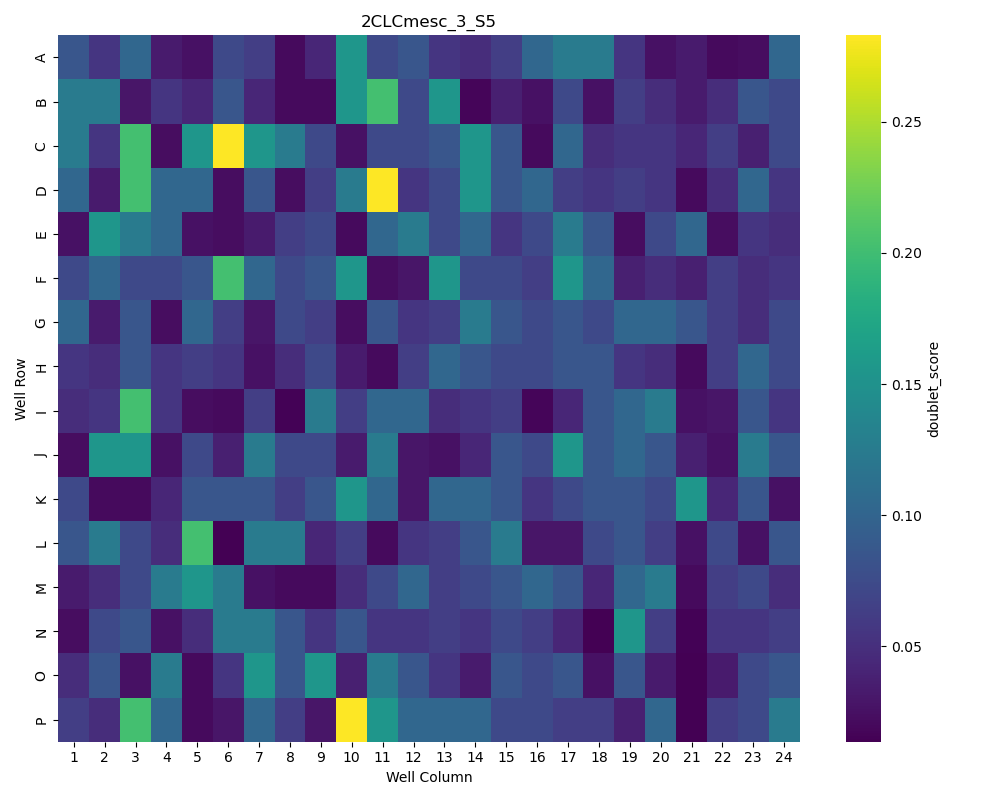 2CLCmesc_3_S5
A
B
C
D
E
F
G
H
I
J
K
L
M
N
O
P
Well Row
1 2 3 4 5 6 7 8 9 10 11 12 13 14 15 16 17 18 19 20 21 22 23 24
Well Column
0.25
0.20
0.15
0.10
0.05
doublet_score